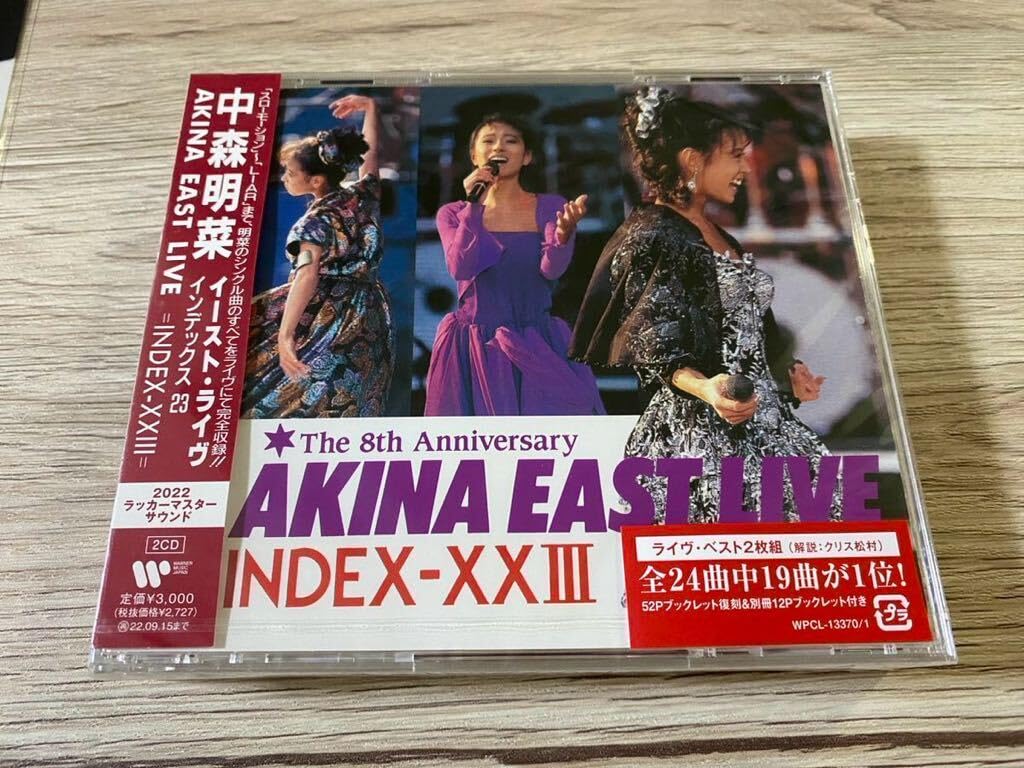 「スローモーション」〜「LIAR」まで、明菜のシングル曲のすべてをライヴにて完全収録!!
中森明菜 イースト・ライヴ
インデックス23
AKINA EAST LIVE =INDEX-XXIII=
2022
ラッカーマスター
サウンド
2CD
WARNER MUSIC JAPAN
定価¥3,000
(税抜価格¥2,727)
再22.09.15まで
The 8th Anniversary
AKINA EAST LIVE
INDEX-XXIII
ライヴ・ベスト2枚組（解説:クリス松村）
全24曲中19曲が1位!
52Pブックレット復刻&別冊12Pブックレット付き
WPCL-13370/1
プラ